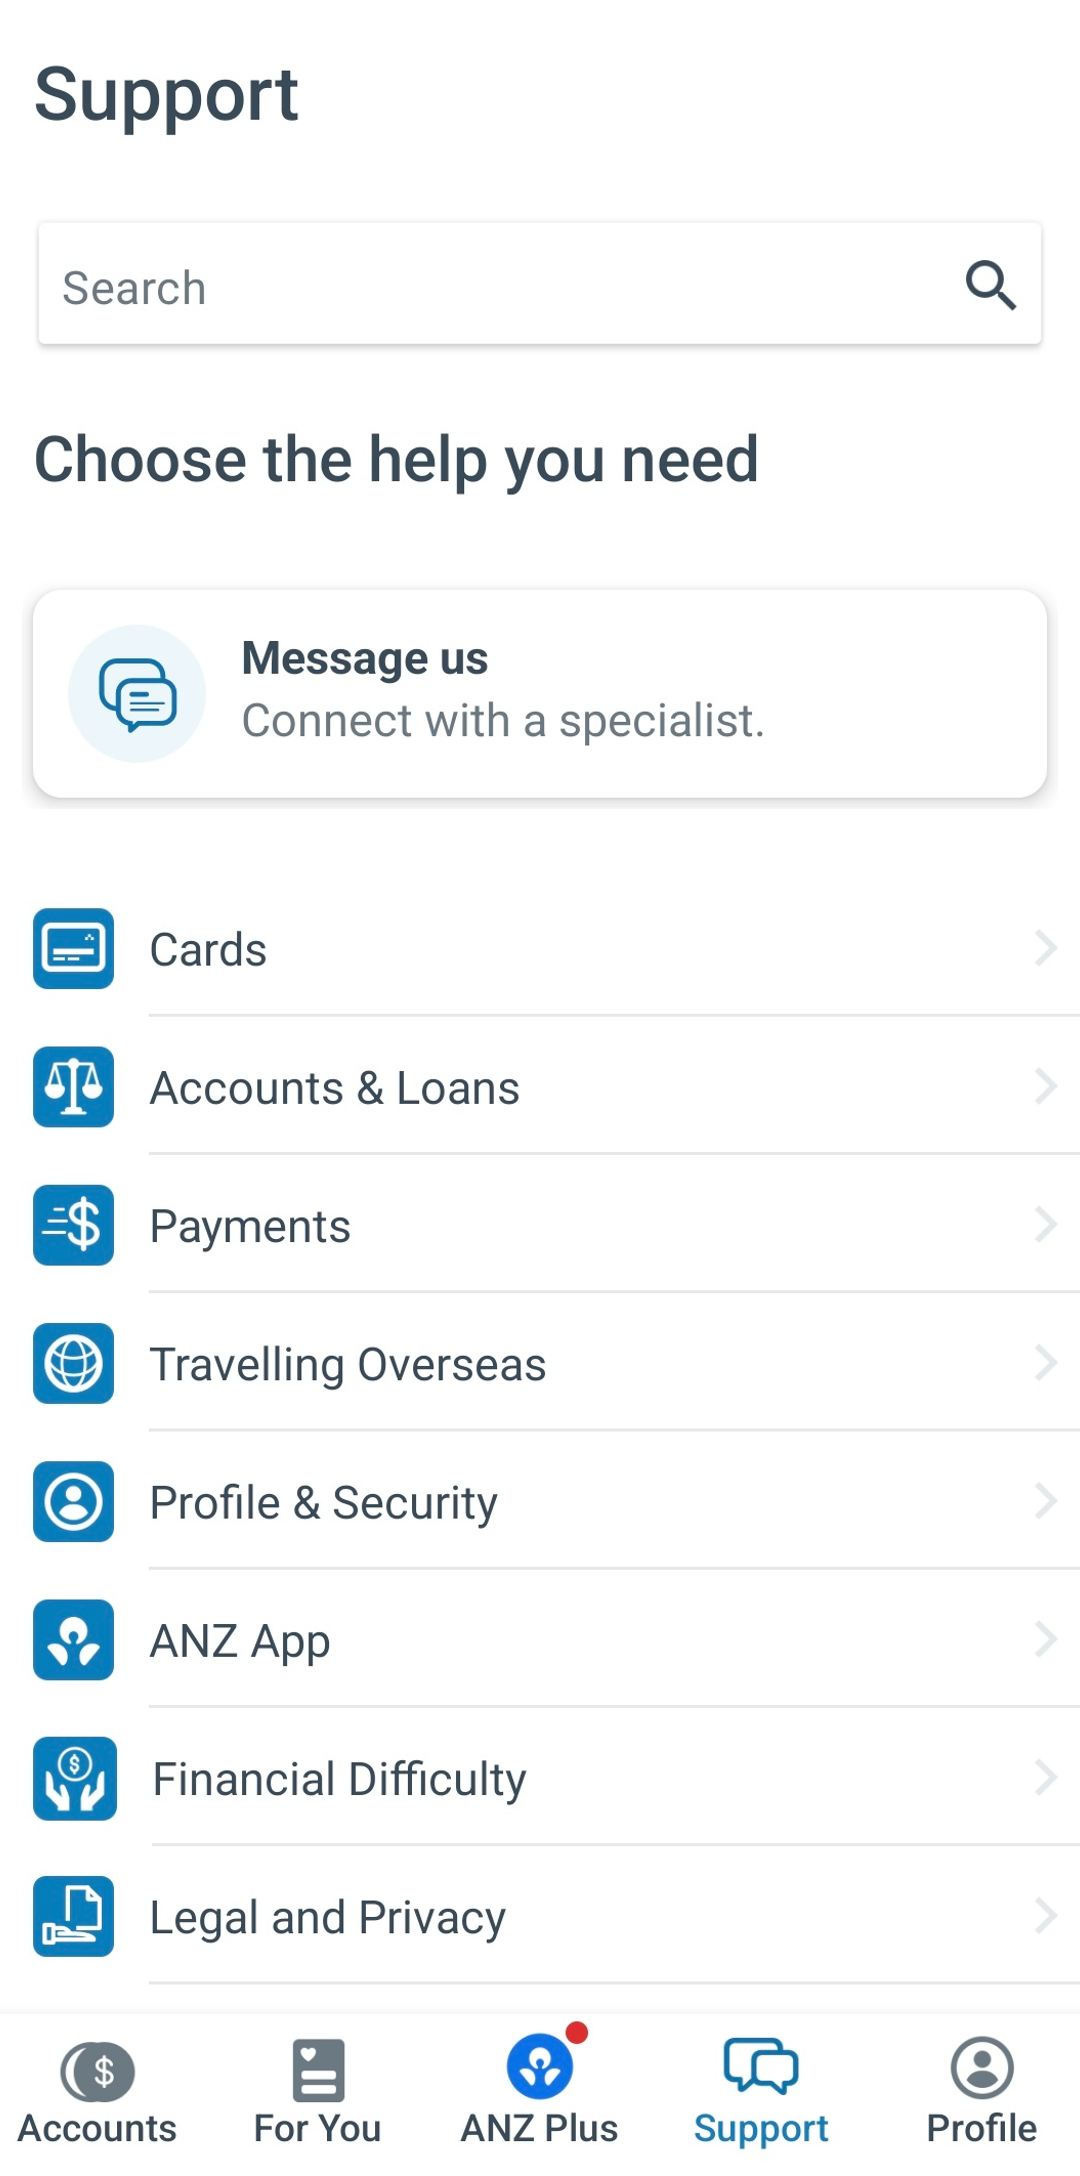 Support
Search
Choose the help you need
Message us
Connect with a specialist.
Cards
Accounts & Loans
Payments
Travelling Overseas
Profile & Security
ANZ App
Financial Difficulty
Legal and Privacy
Accounts
For You
ANZ Plus
Support
Profile